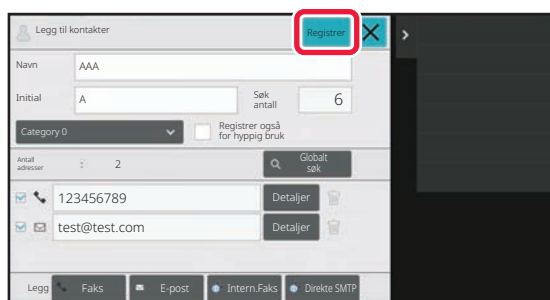 Legg til kontakter
Registrer
Navn
AAA
Initial
A
Søk
antall
6
Category 0
Registrer også
for hyppig bruk
Antall
adresser
:
2
Globalt
søk
123456789
Detaljer
test@test.com
Detaljer
Legg
Faks
E-post
Intern.Faks
Direkte SMTP